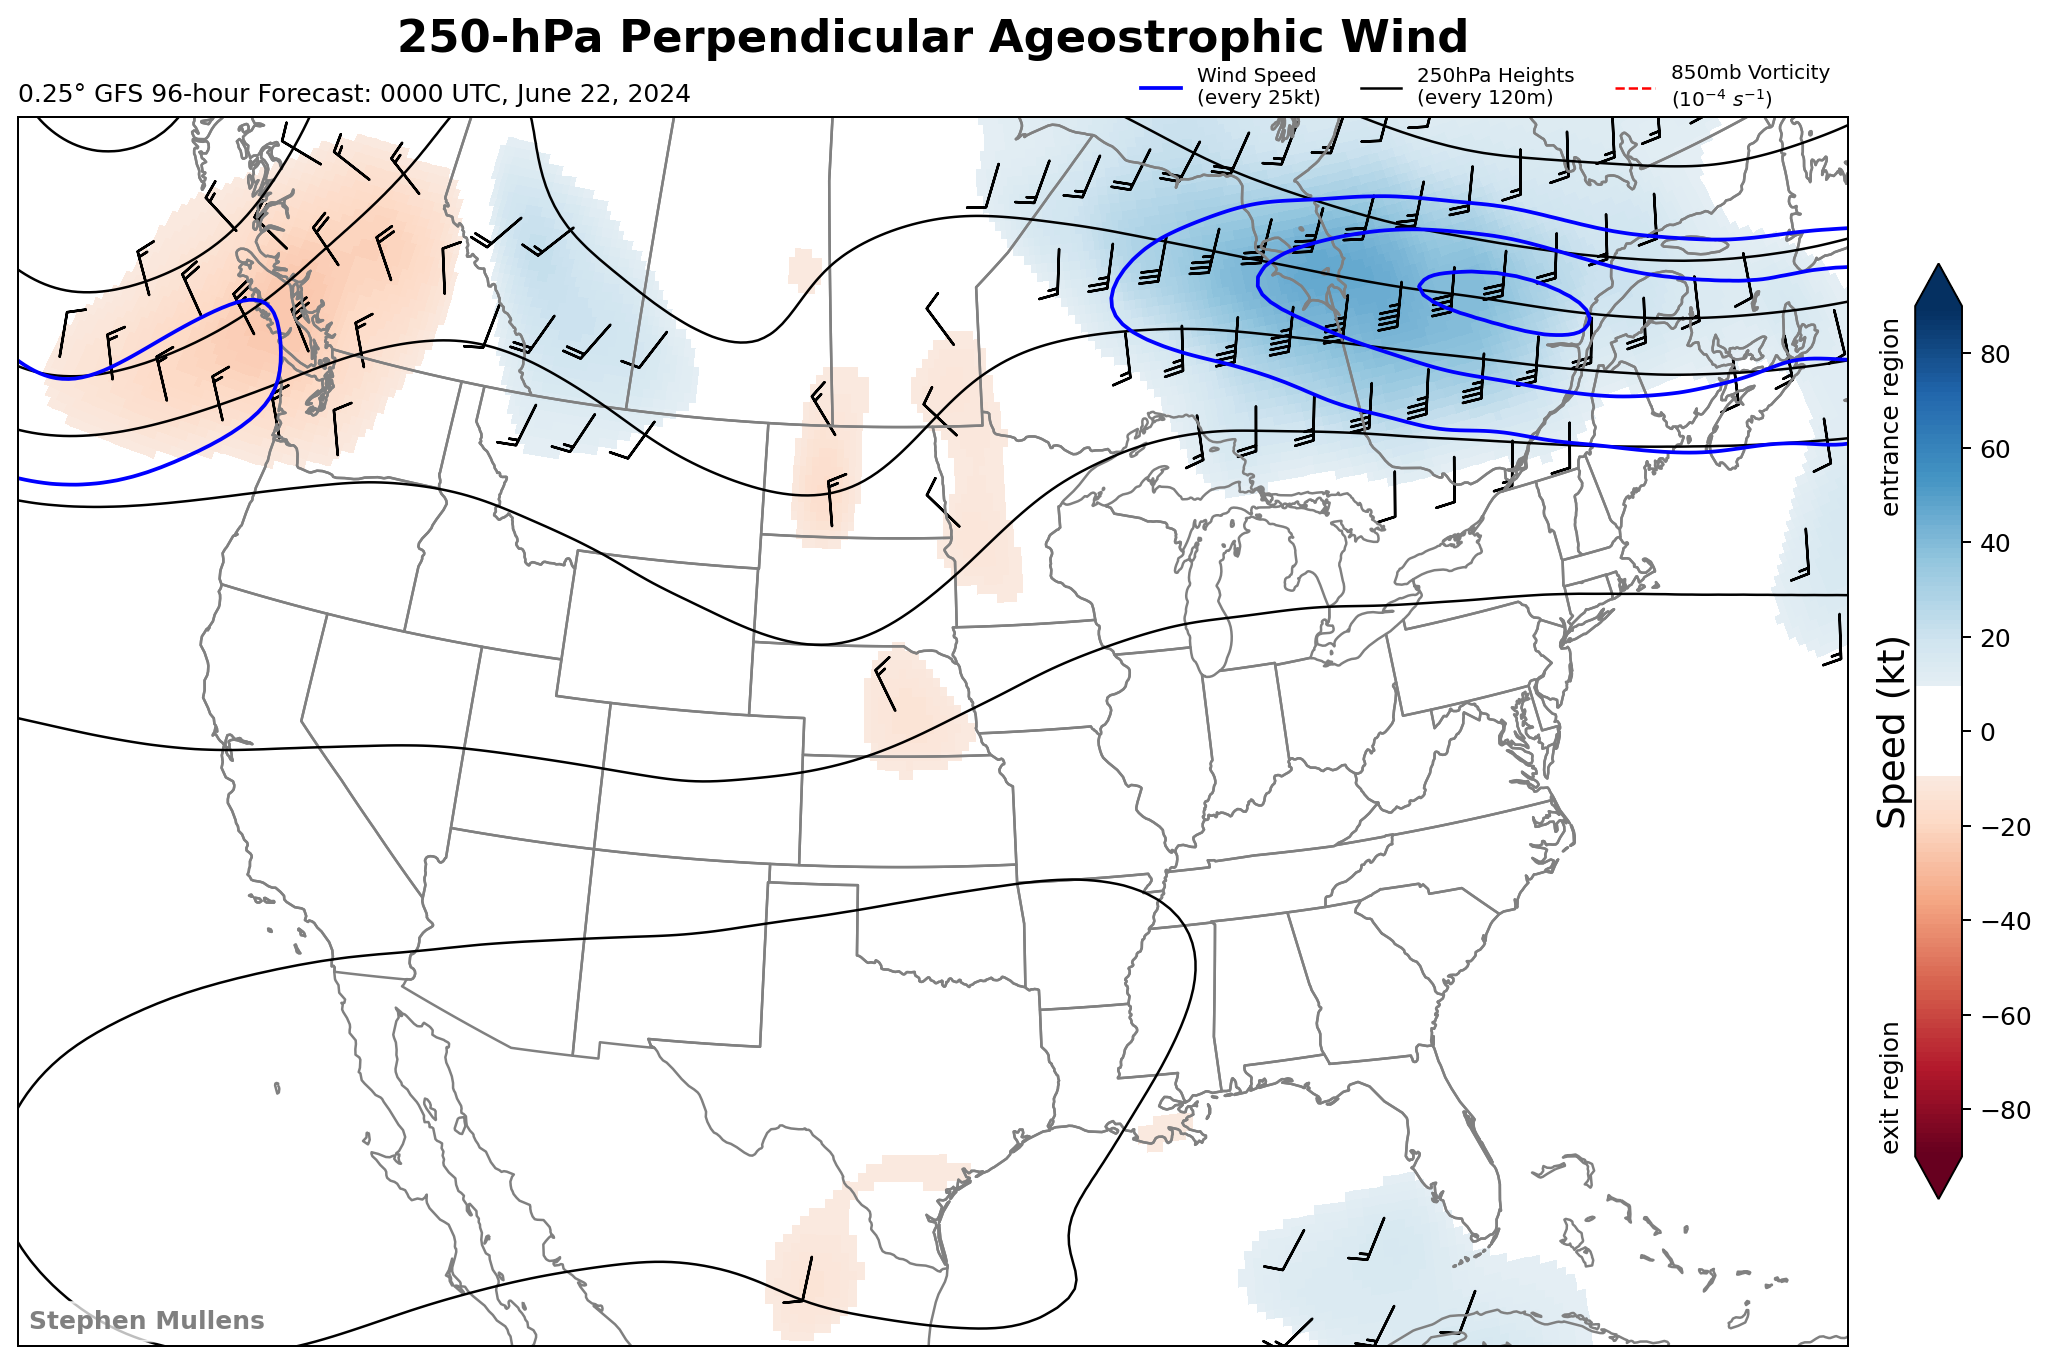 250-hPa Perpendicular Ageostrophic Wind
0.25° GFS 96-hour Forecast: 0000 UTC, June 22, 2024
Wind Speed
(every 25kt)
250hPa Heights
(every 120m)
850mb Vorticity
(10⁻⁴ s⁻¹)
entrance region
Speed (kt)
exit region
80
60
40
20
0
−20
−40
−60
−80
Stephen Mullens